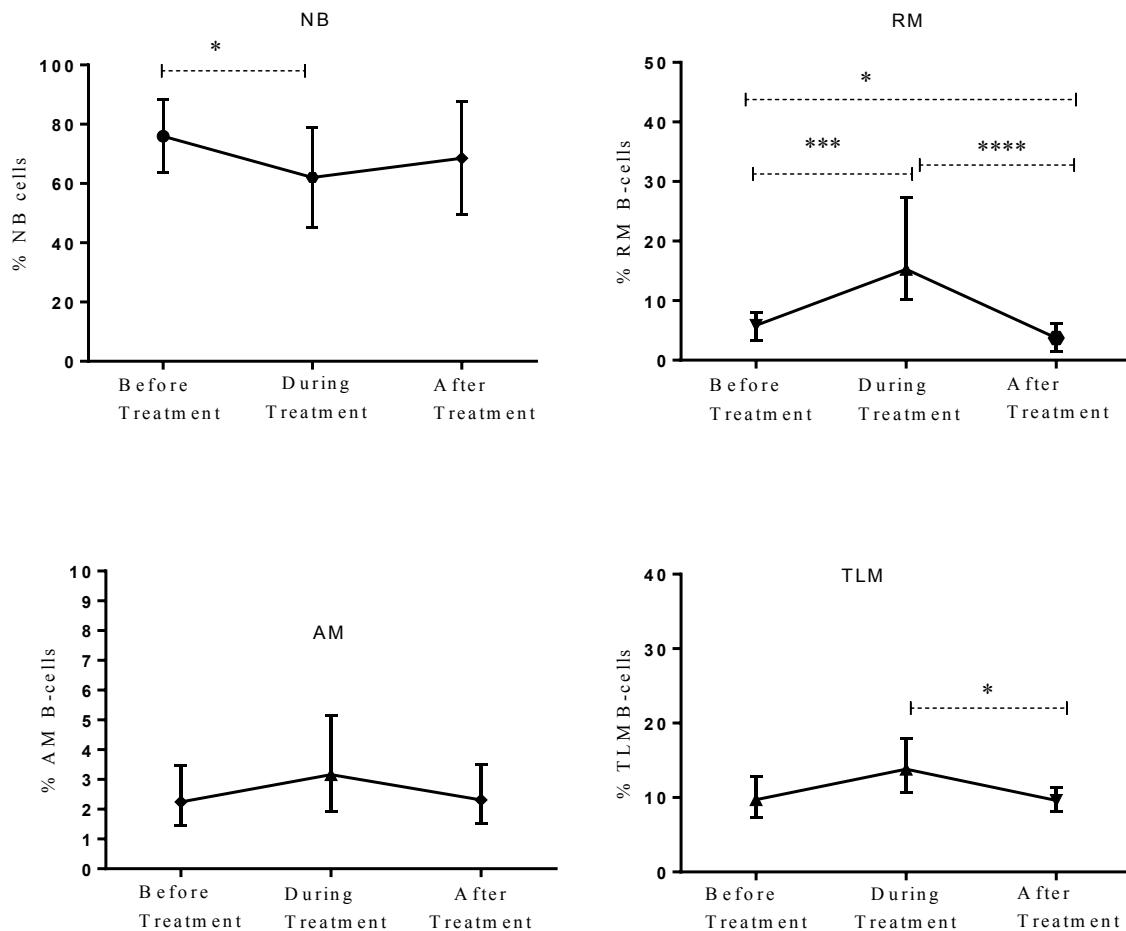 NB
*
100
80
60
40
20
0
% NB cells
Before Treatment
During Treatment
After Treatment
RM
*
***
****
50
40
30
20
10
0
% RM B-cells
Before Treatment
During Treatment
After Treatment
AM
10
9
8
7
6
5
4
3
2
1
0
% AM B-cells
Before Treatment
During Treatment
After Treatment
TLM
*
40
30
20
10
0
% TLMB-cells
Before Treatment
During Treatment
After Treatment